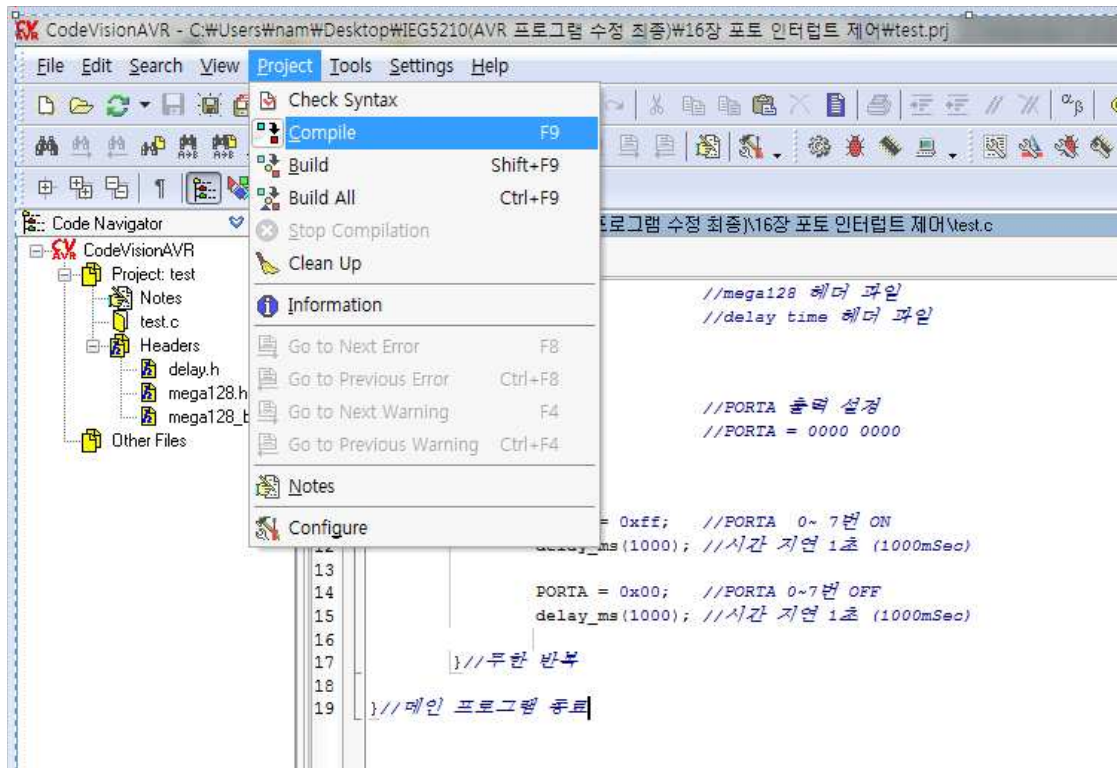 CodeVisionAVR - C:₩Users₩nam₩Desktop₩IEG5210(AVR 프로그램 수정 최종)₩16장 포토 인터럽트 제어₩test.prj
File Edit Search View Project Tools Settings Help
Check Syntax
Compile F9
Build Shift+F9
Build All Ctrl+F9
Stop Compilation
Clean Up
Information
Go to Next Error F8
Go to Previous Error Ctrl+F8
Go to Next Warning F4
Go to Previous Warning Ctrl+F4
Notes
Configure
Code Navigator
CodeVisionAVR
Project: test
Notes
test.c
Headers
delay.h
mega128.h
mega128_b
Other Files
프로그램 수정 최종)\16장 포토 인터럽트 제어\test.c
//mega128 헤더 파일
//delay time 헤더 파일
//PORTA 출력 설정
//PORTA = 0000 0000
= 0xff; //PORTA 0~ 7번 ON
12 delay_ms(1000); //시간 지연 1초 (1000mSec)
13
14 PORTA = 0x00; //PORTA 0~7번 OFF
15 delay_ms(1000); //시간 지연 1초 (1000mSec)
16
17 }//무한 반복
18
19 }//메인 프로그램 종료